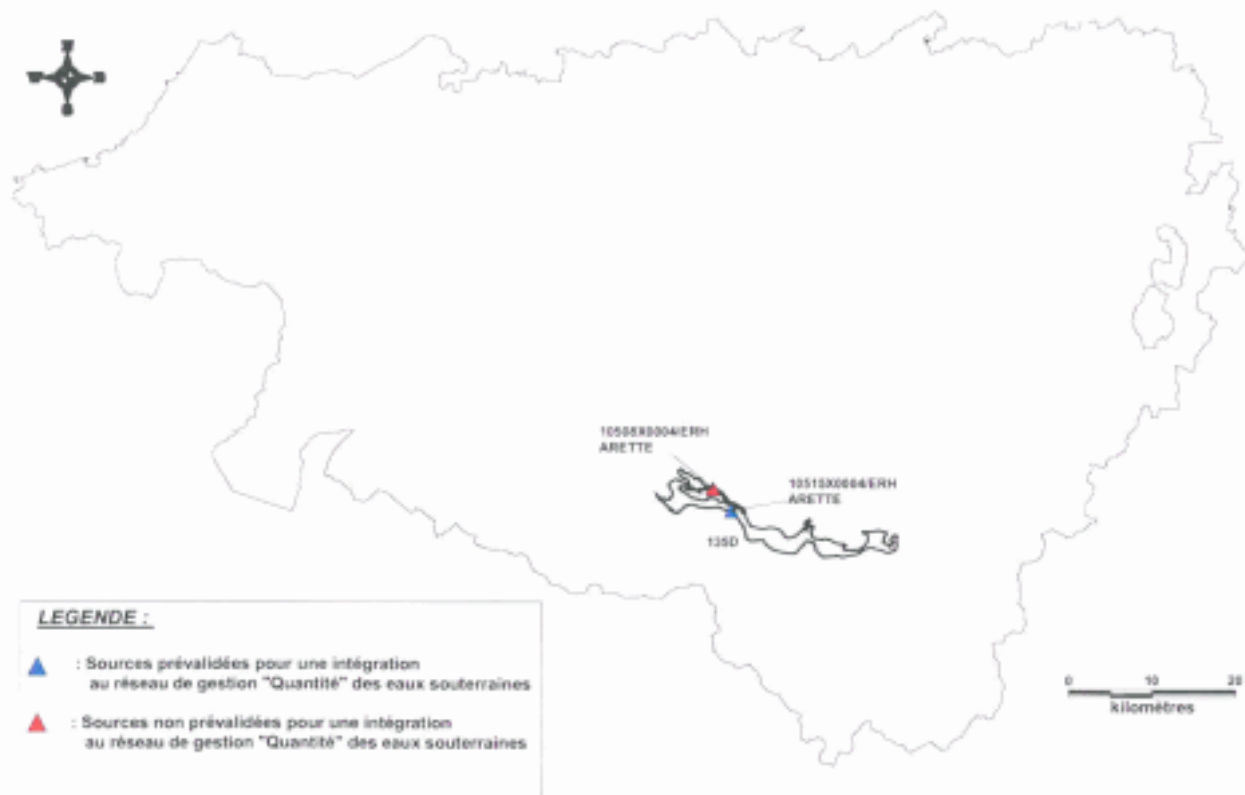 10508X0004/ERH
ARETTE
10515X0004/ERH
ARETTE
135D
LEGENDE :
: Sources prévalidées pour une intégration
au réseau de gestion "Quantité" des eaux souterraines
: Sources non prévalidées pour une intégration
au réseau de gestion "Quantité" des eaux souterraines
0 10 20
kilomètres